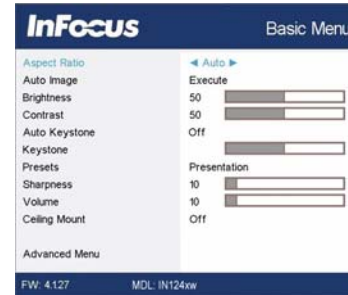 InFocus Basic Menu
Aspect Ratio ◀ Auto ▶
Auto Image Execute
Brightness 50
Contrast 50
Auto Keystone Off
Keystone
Presets Presentation
Sharpness 10
Volume 10
Ceiling Mount Off
Advanced Menu
FW: 4.127 MDL: IN124xw